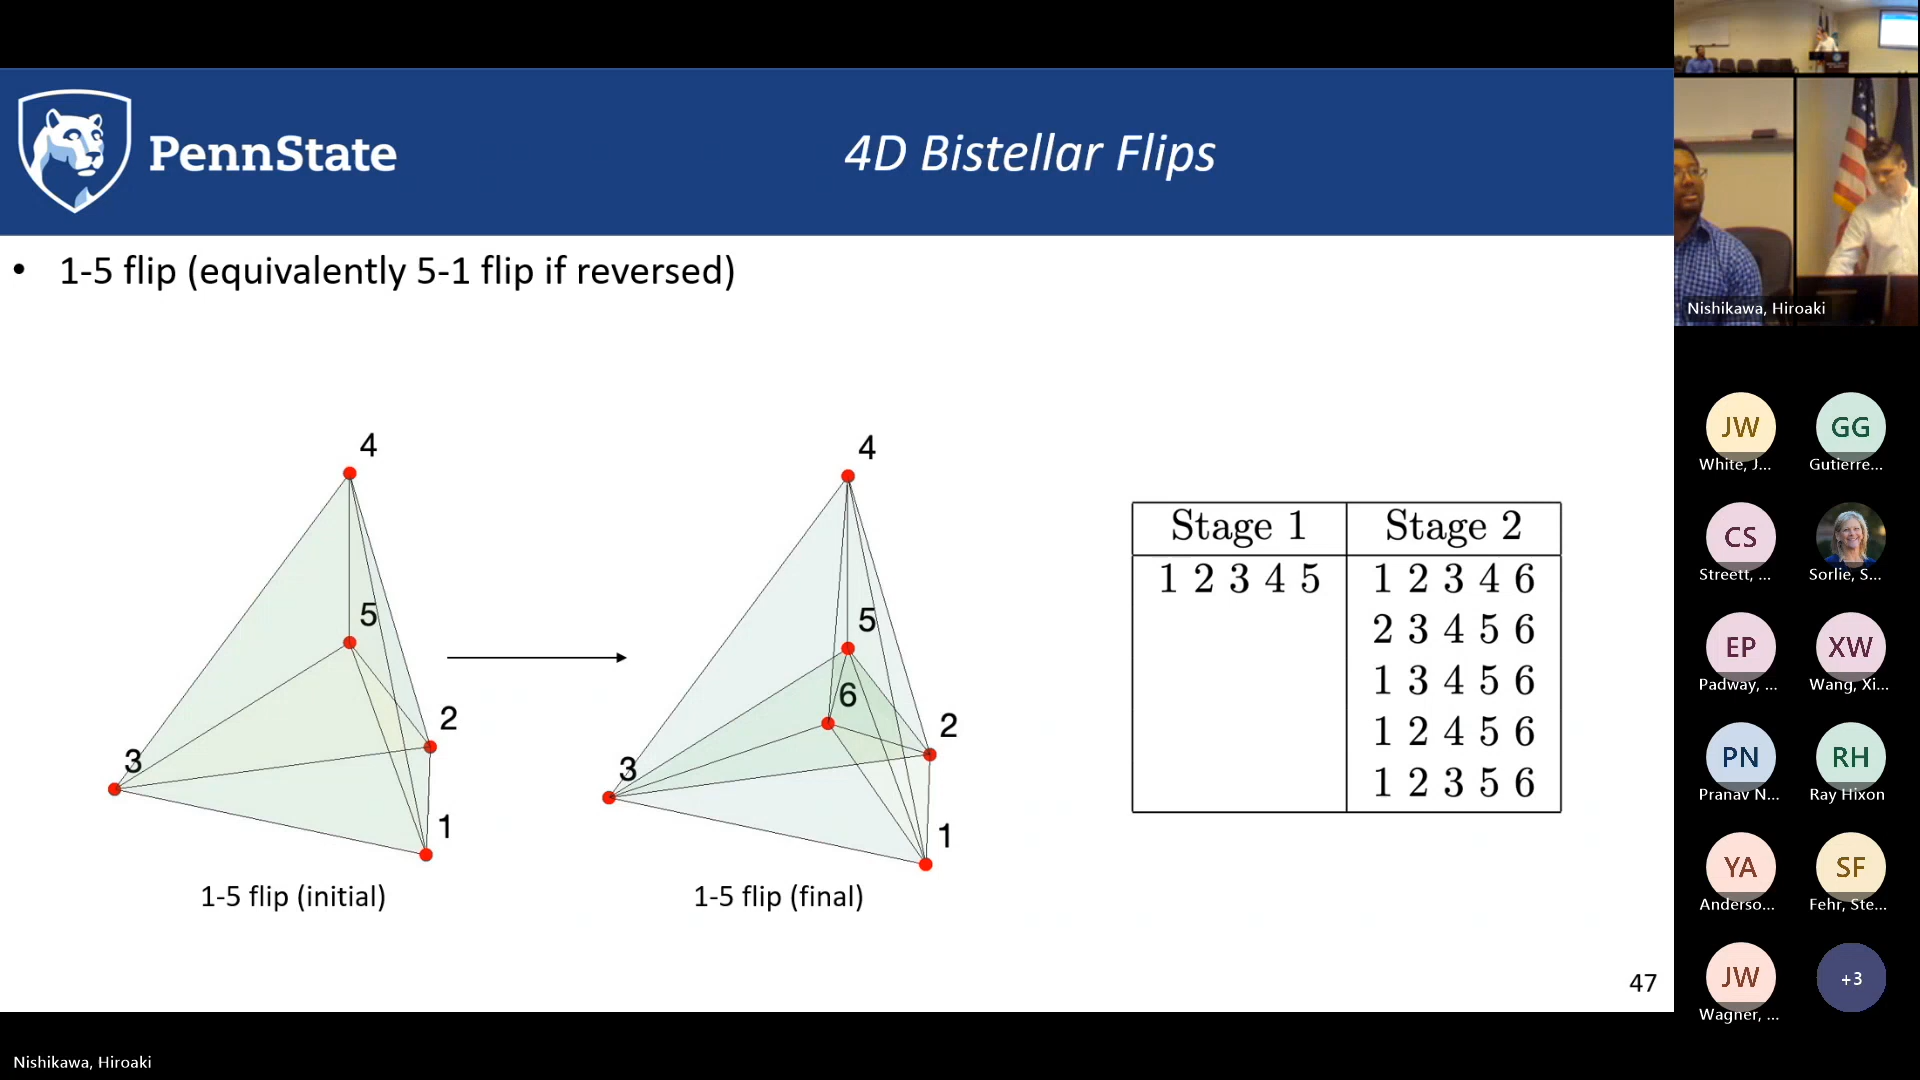 PennState
4D Bistellar Flips
• 1-5 flip (equivalently 5-1 flip if reversed)
4
5
2
3
1
1-5 flip (initial)
4
5
6
2
3
1
1-5 flip (final)
Stage 1 Stage 2
1 2 3 4 5 1 2 3 4 6
2 3 4 5 6
1 3 4 5 6
1 2 4 5 6
1 2 3 5 6
47
Nishikawa, Hiroaki
JW GG
White, J... Gutierre...
CS
Streett, ... Sorlie, S...
EP XW
Padway, ... Wang, Xi...
PN RH
Pranav N... Ray Hixon
YA SF
Anderso... Fehr, Ste...
JW +3
Wagner, ...
Nishikawa, Hiroaki